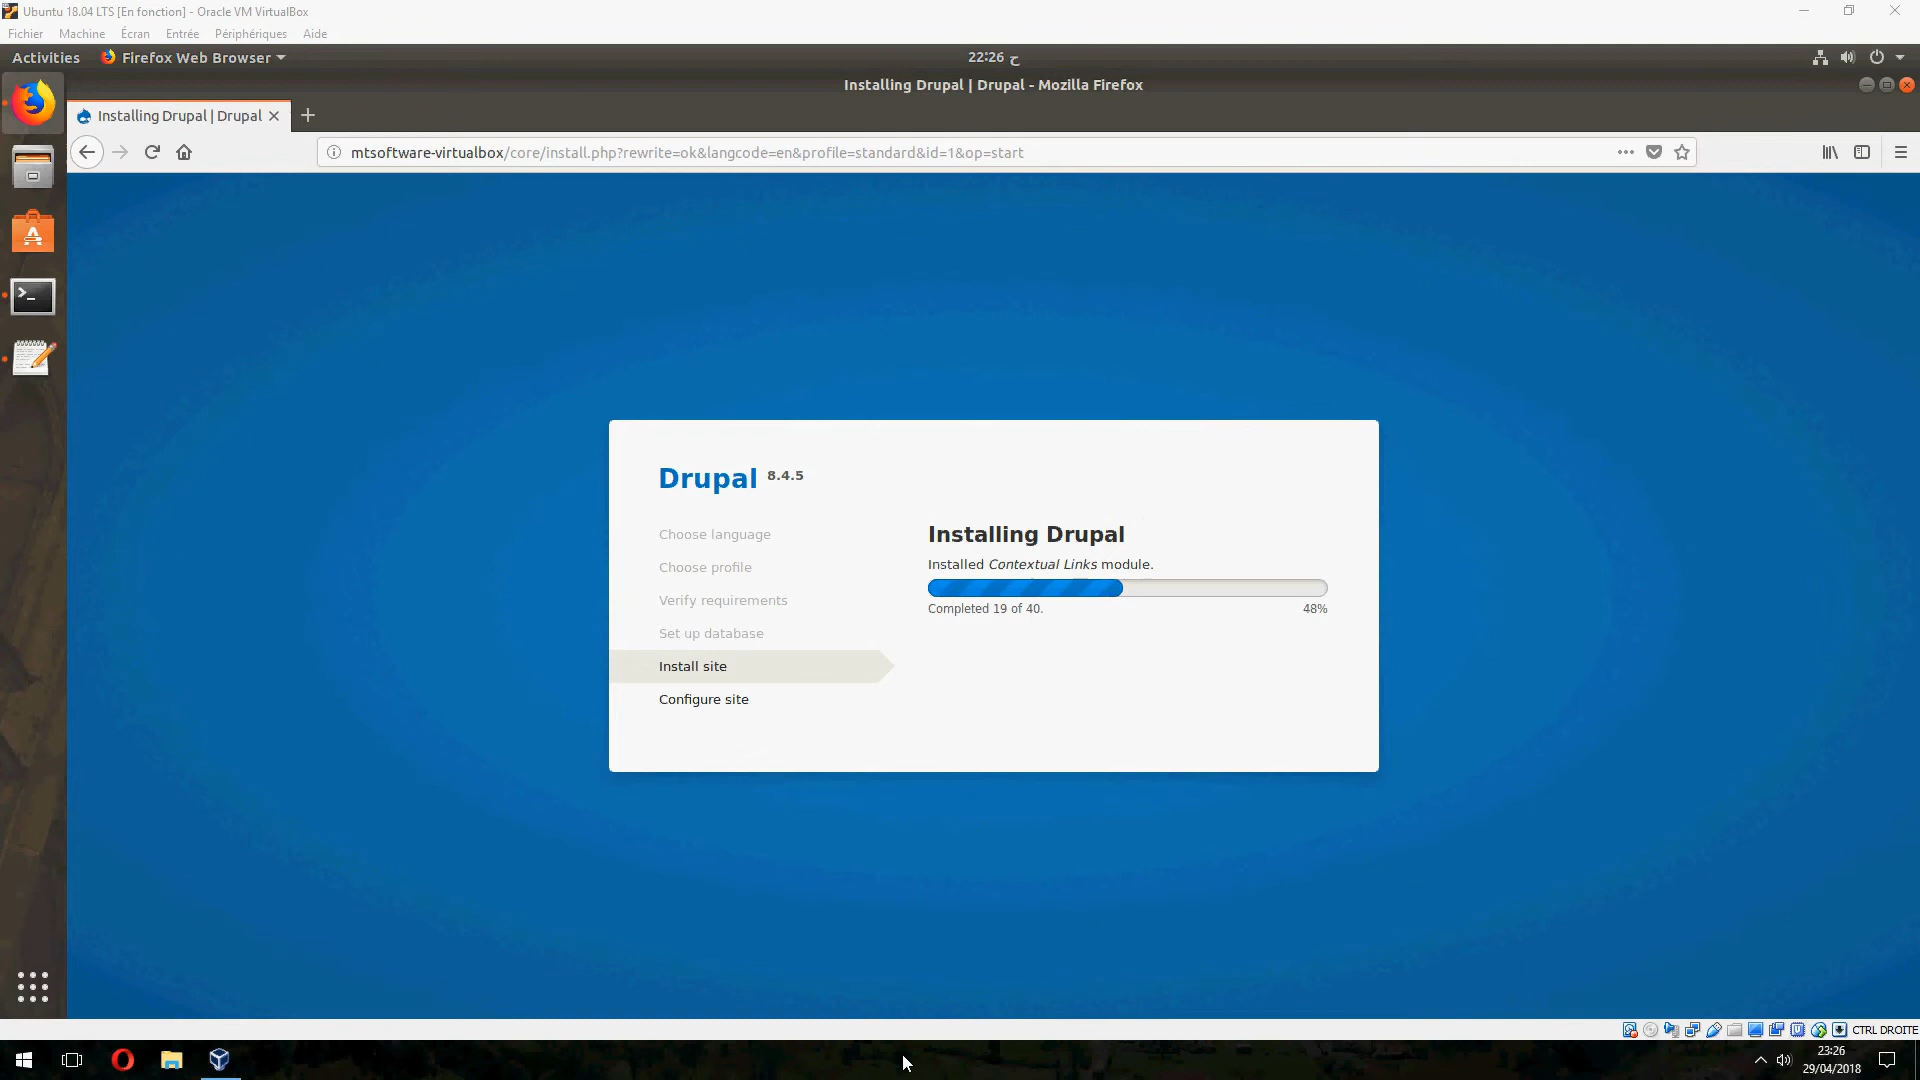 Ubuntu 18.04 LTS [En fonction] - Oracle VM VirtualBox
Fichier Machine Écran Entrée Périphériques Aide
Activities Firefox Web Browser 22:26 ح
Installing Drupal | Drupal - Mozilla Firefox
Installing Drupal | Drupal
mtsoftware-virtualbox/core/install.php?rewrite=ok&langcode=en&profile=standard&id=1&op=start
Drupal 8.4.5
Choose language
Choose profile
Verify requirements
Set up database
Install site
Configure site
Installing Drupal
Installed Contextual Links module.
Completed 19 of 40. 48%
CTRL DROITE
23:26
29/04/2018